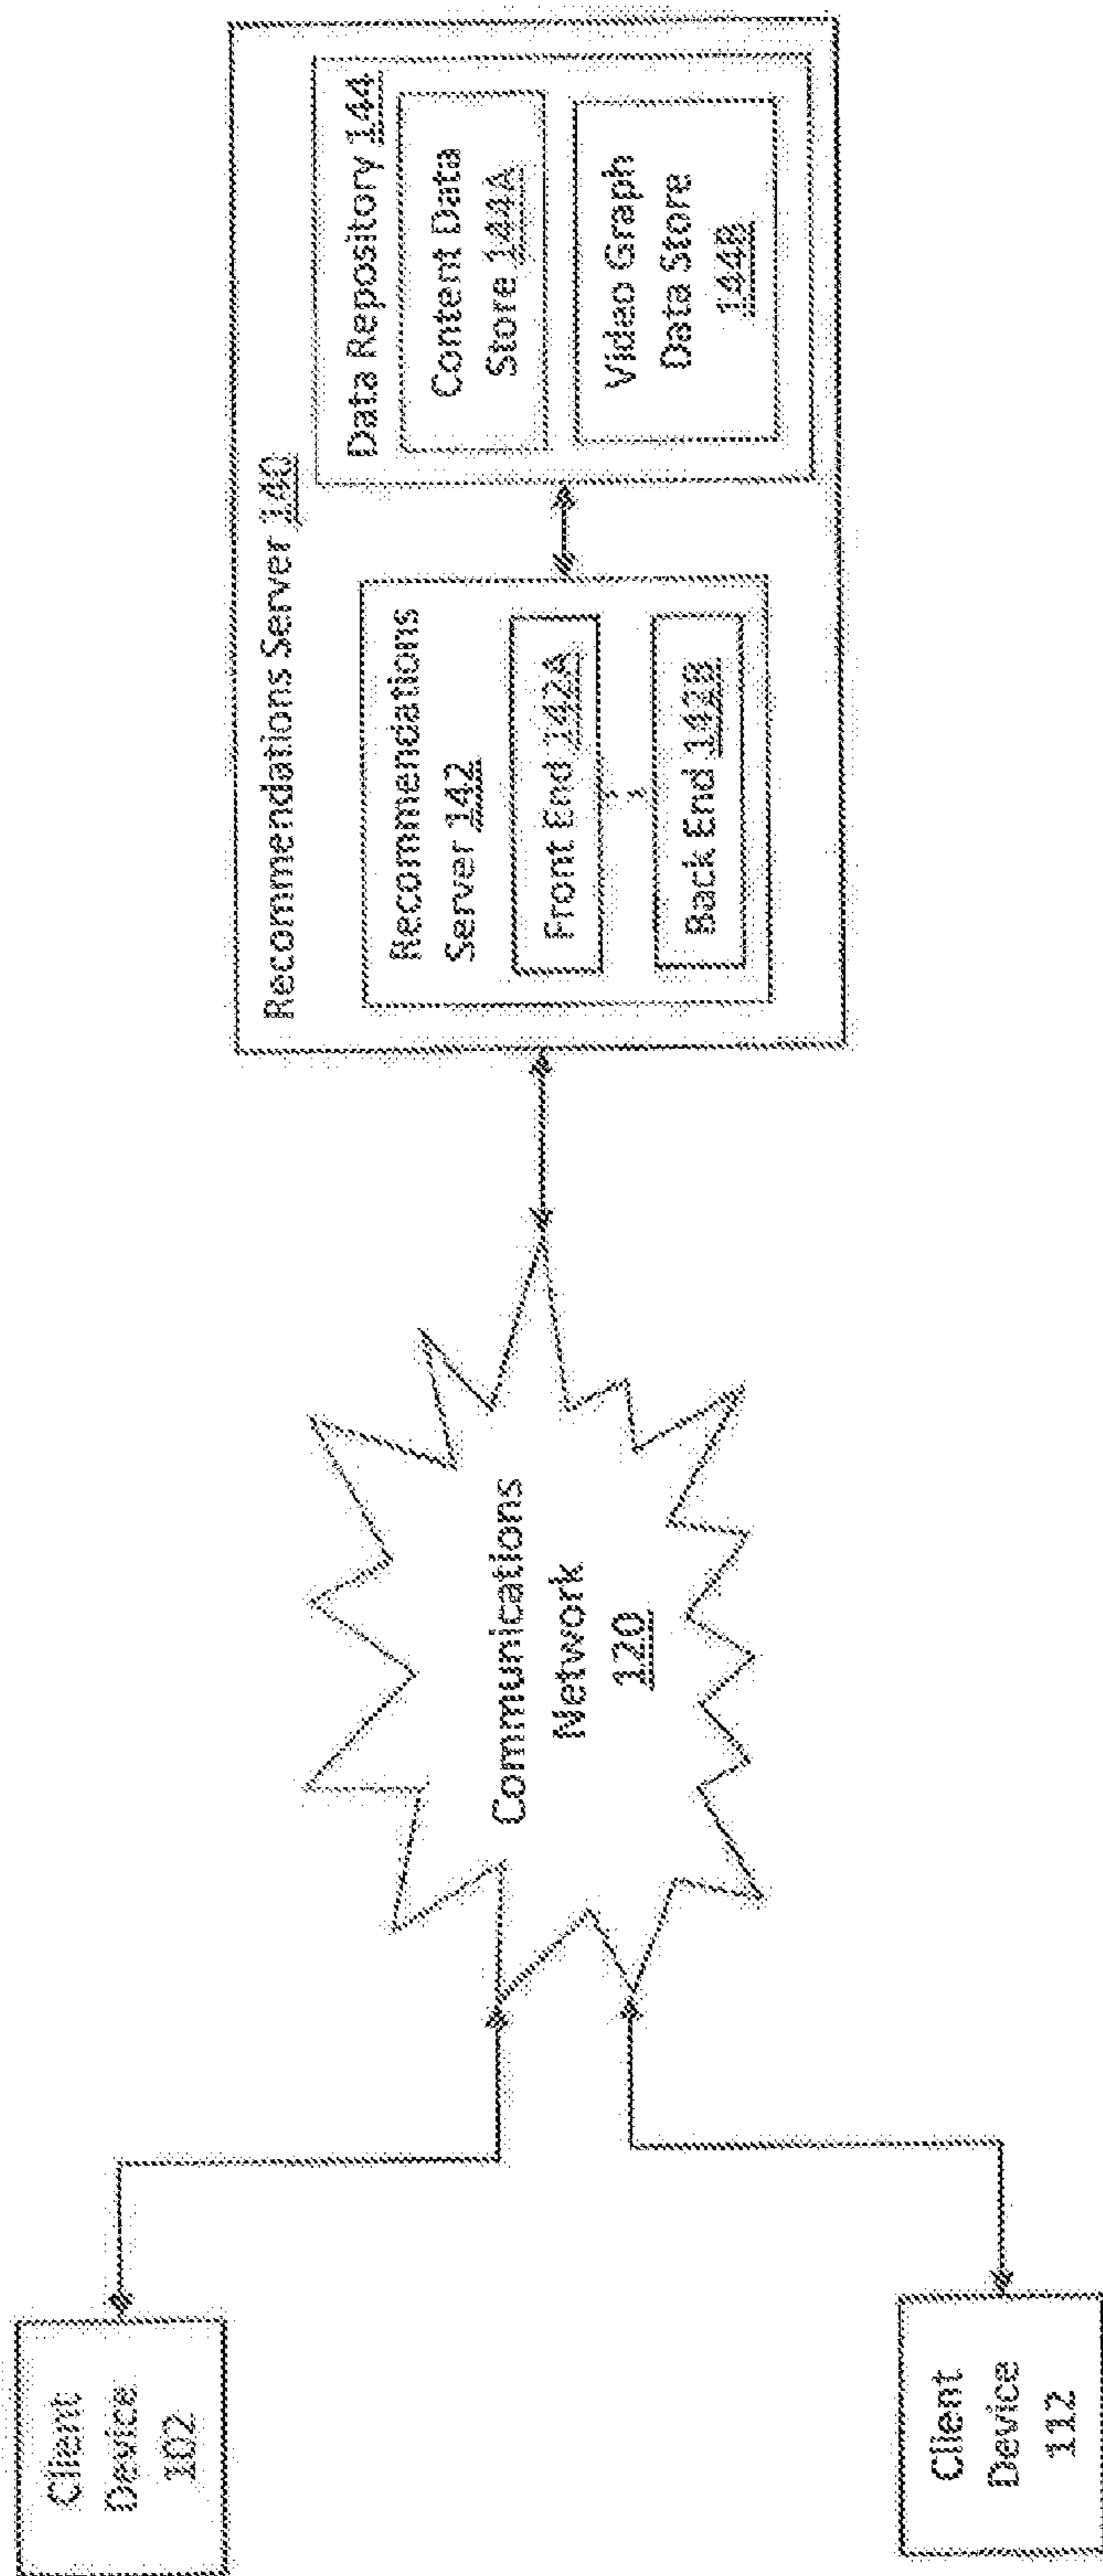 Client
Device
102
Client
Device
112
Communications
Network
120
Recommendations Server 140
Recommendations
Server 142
Front End 142A
Back End 142B
Data Repository 144
Content Data
Store 144A
Video Graph
Data Store
144B